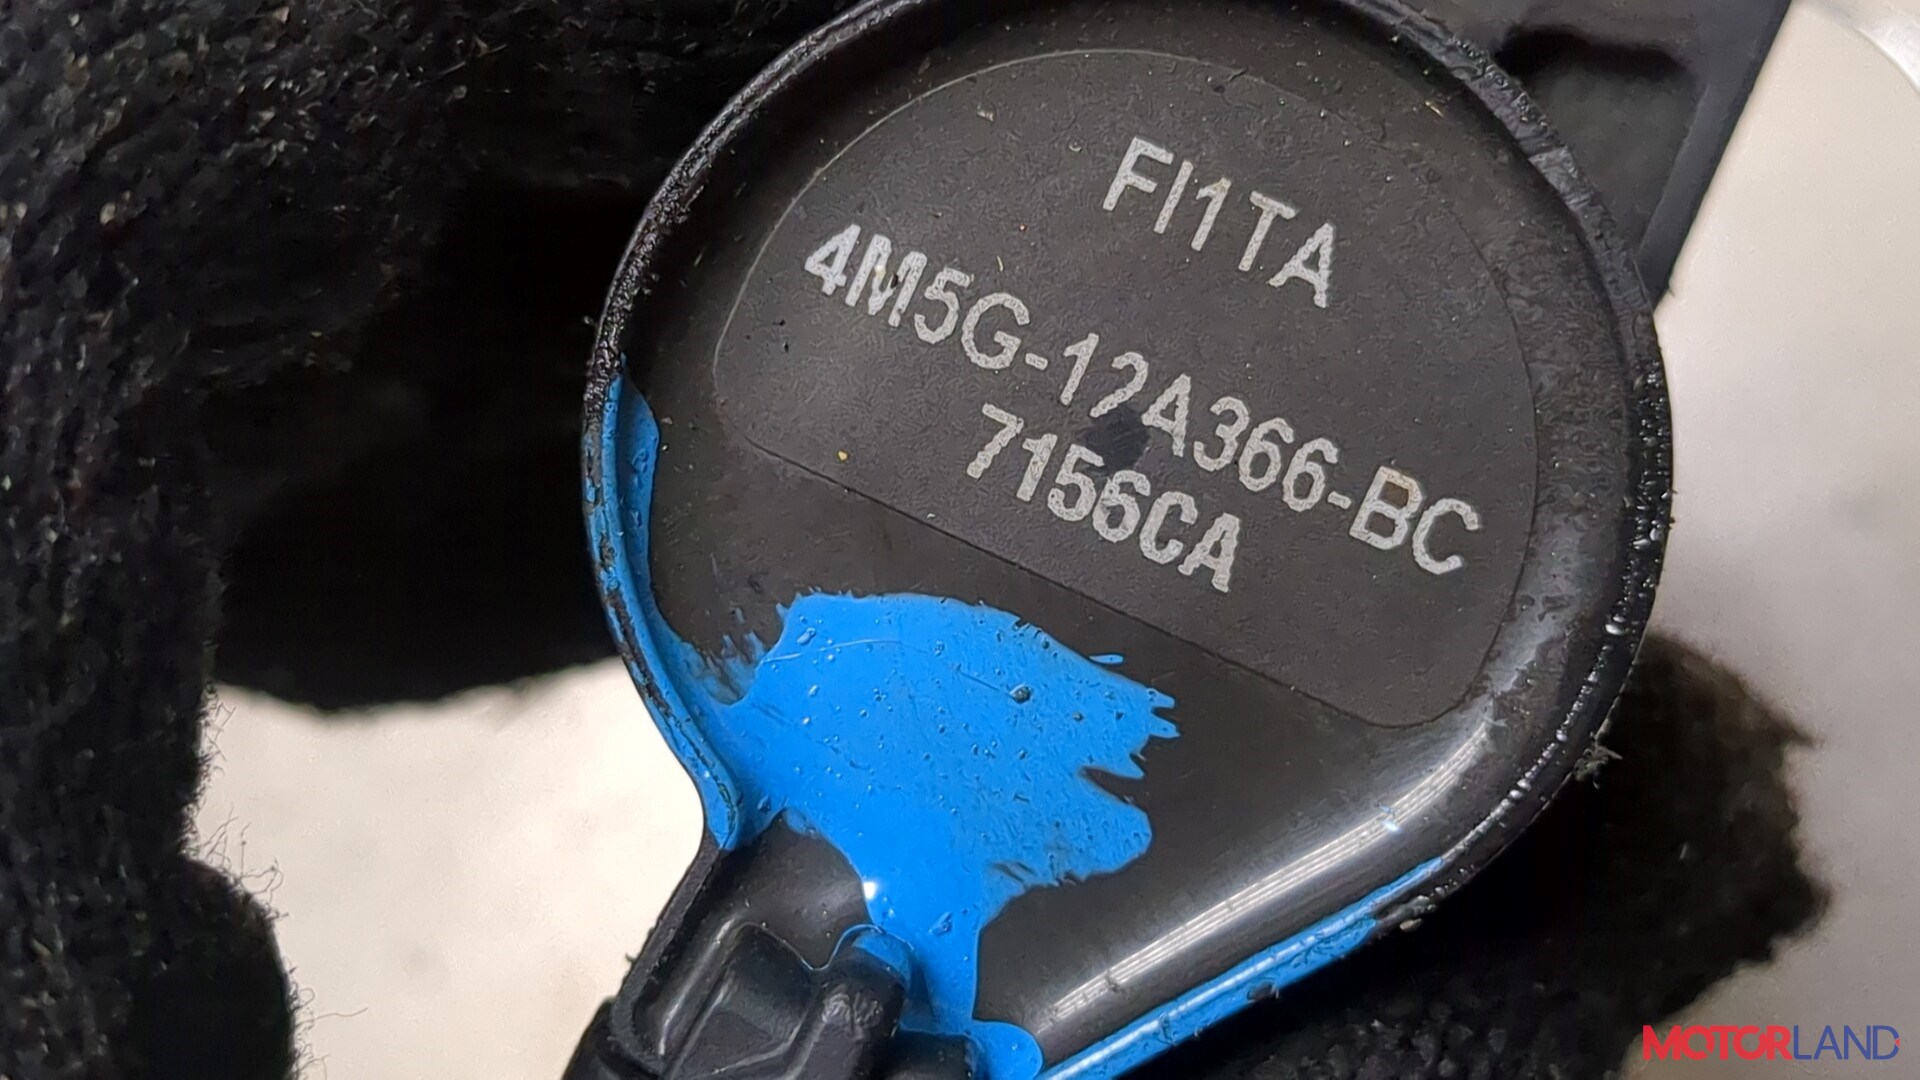 FI1TA
4M5G-12A366-BC
7156CA
MOTORLAND